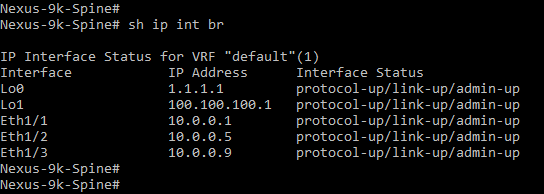 Nexus-9k-Spine#
Nexus-9k-Spine# sh ip int br
IP Interface Status for VRF "default"(1)
Interface IP Address Interface Status
Lo0 1.1.1.1 protocol-up/link-up/admin-up
Lo1 100.100.100.1 protocol-up/link-up/admin-up
Eth1/1 10.0.0.1 protocol-up/link-up/admin-up
Eth1/2 10.0.0.5 protocol-up/link-up/admin-up
Eth1/3 10.0.0.9 protocol-up/link-up/admin-up
Nexus-9k-Spine#
Nexus-9k-Spine#